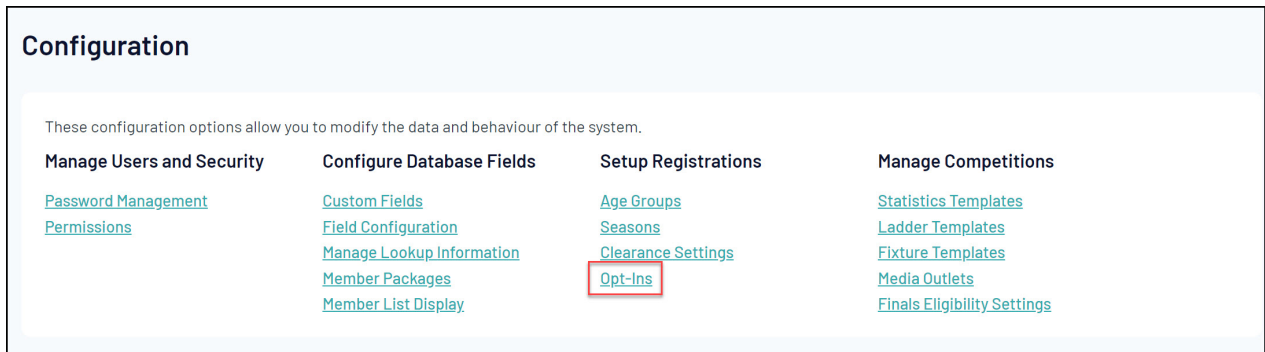 Configuration
These configuration options allow you to modify the data and behaviour of the system.
Manage Users and Security
Password Management
Permissions
Configure Database Fields
Custom Fields
Field Configuration
Manage Lookup Information
Member Packages
Member List Display
Setup Registrations
Age Groups
Seasons
Clearance Settings
Opt-Ins
Manage Competitions
Statistics Templates
Ladder Templates
Fixture Templates
Media Outlets
Finals Eligibility Settings